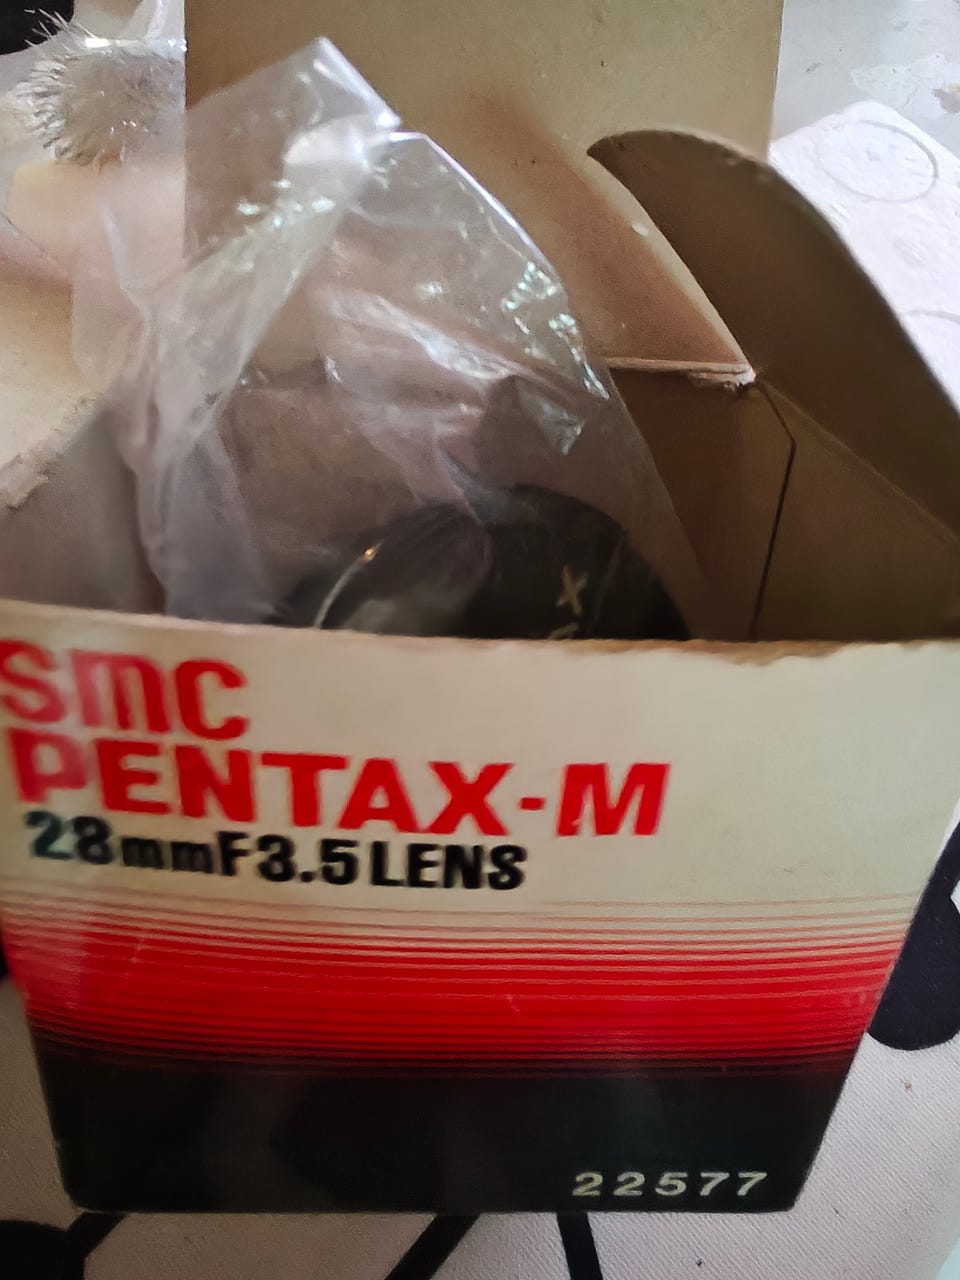 SMC
PENTAX-M
28mmF3.5LENS
22577